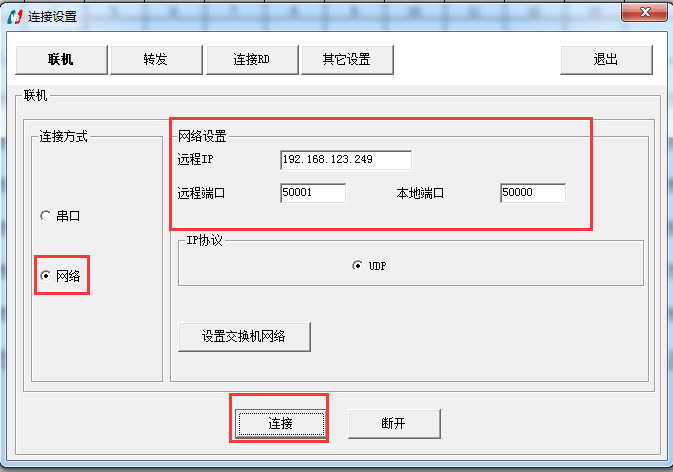 连接设置
联机
转发
连接RD
其它设置
退出
联机
连接方式
串口
网络
网络设置
远程IP
192.168.123.249
远程端口
50001
本地端口
50000
IP协议
UDP
设置交换机网络
连接
断开